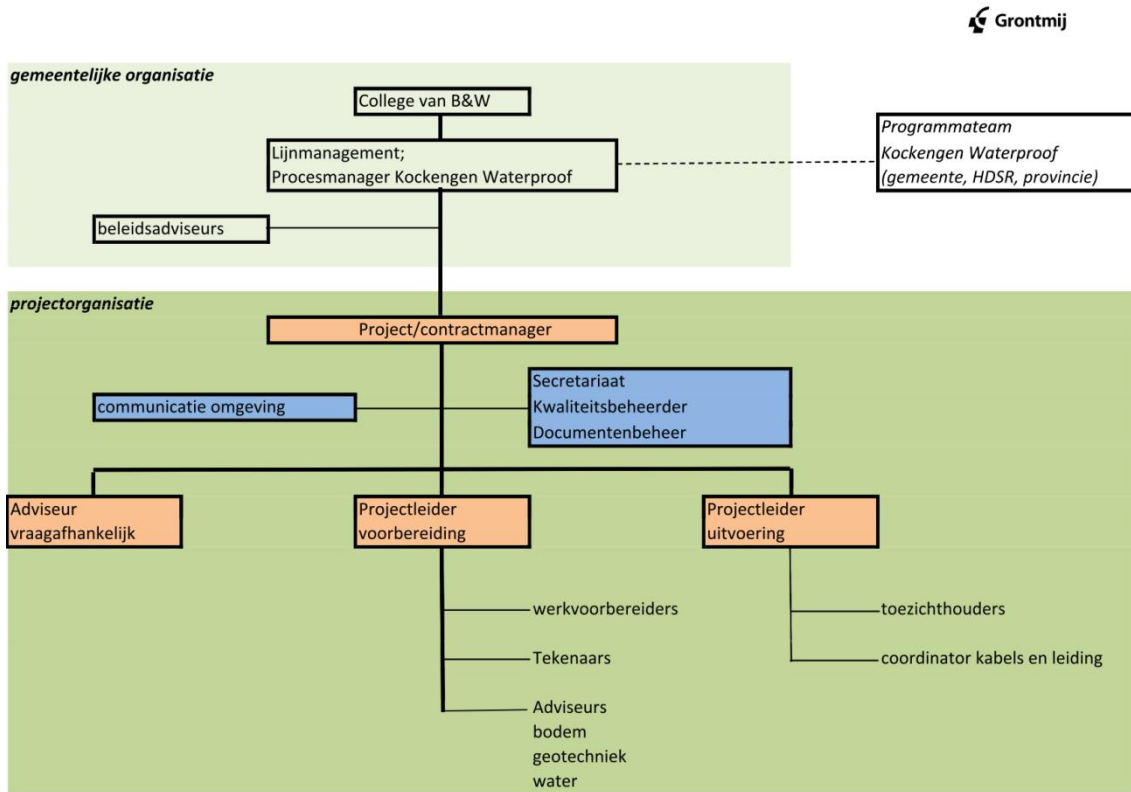 Grontmij
gemeentelijke organisatie
College van B&W
Lijnmanagement;
Procesmanager Kockengen Waterproof
Programmateam
Kockengen Waterproof
(gemeente, HDSR, provincie)
beleidsadviseurs
projectorganisatie
Project/contractmanager
communicatie omgeving
Secretariaat
Kwaliteitsbeheerder
Documentenbeheer
Adviseur
vraagafhankelijk
Projectleider
voorbereiding
Projectleider
uitvoering
werkvoorbereiders
Tekenaars
Adviseurs
bodem
geotechniek
water
toezichthouders
coordinator kabels en leiding